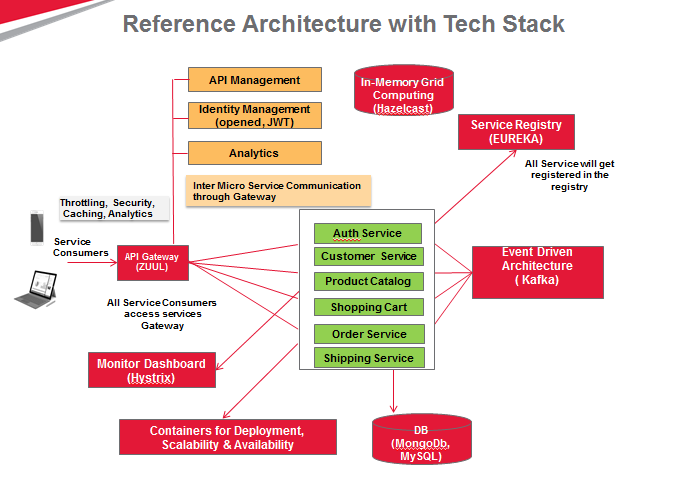 Reference Architecture with Tech Stack
API Management
Identity Management
(opened, JWT)
Analytics
In-Memory Grid
Computing
(Hazelcast)
Service Registry
(EUREKA)
All Service will get
registered in the
registry
Inter Micro Service Communication
through Gateway
Throttling, Security,
Caching, Analytics
Service
Consumers
API Gateway
(ZUUL)
All Service Consumers
access services
Gateway
Auth Service
Customer Service
Product Catalog
Shopping Cart
Order Service
Shipping Service
Event Driven
Architecture
( Kafka)
Monitor Dashboard
(Hystrix)
Containers for Deployment,
Scalability & Availability
DB
(MongoDb,
MySQL)